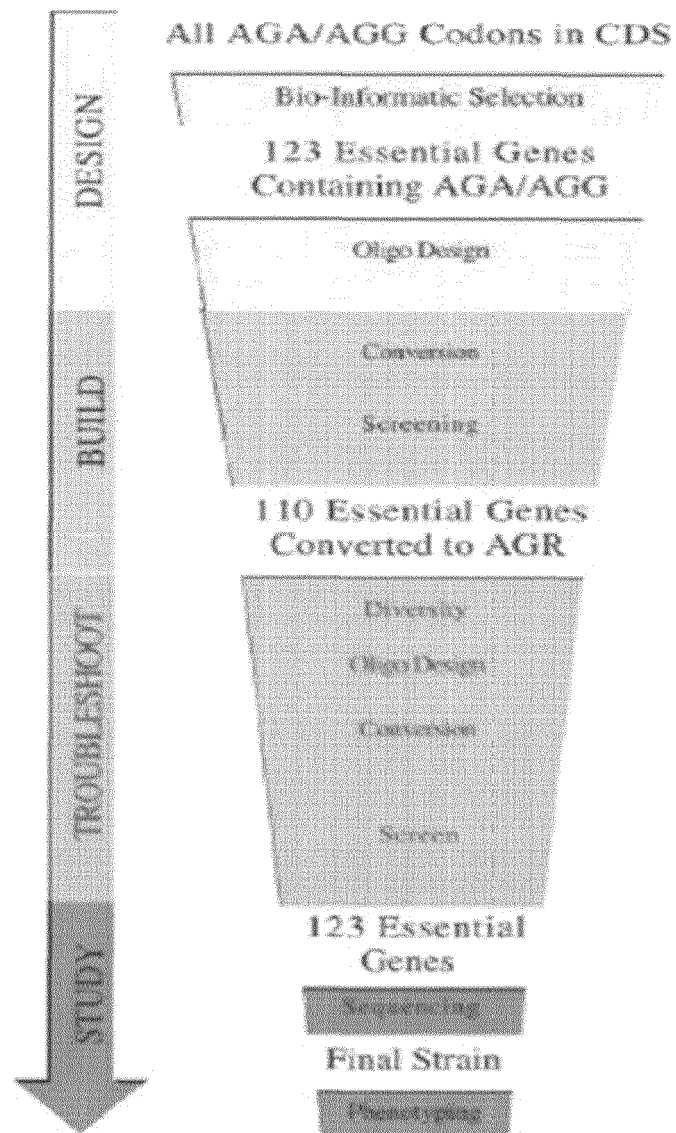 All AGA/AGG Codons in CDS
Bio-Informatic Selection
123 Essential Genes
Containing AGA/AGG
Oligo Design
Conversion
Screening
110 Essential Genes
Converted to AGR
Diversity
Oligo Design
Conversion
Screen
123 Essential
Genes
Sequencing
Final Strain
Phenotyping
DESIGN
BUILD
TROUBLESHOOT
STUDY